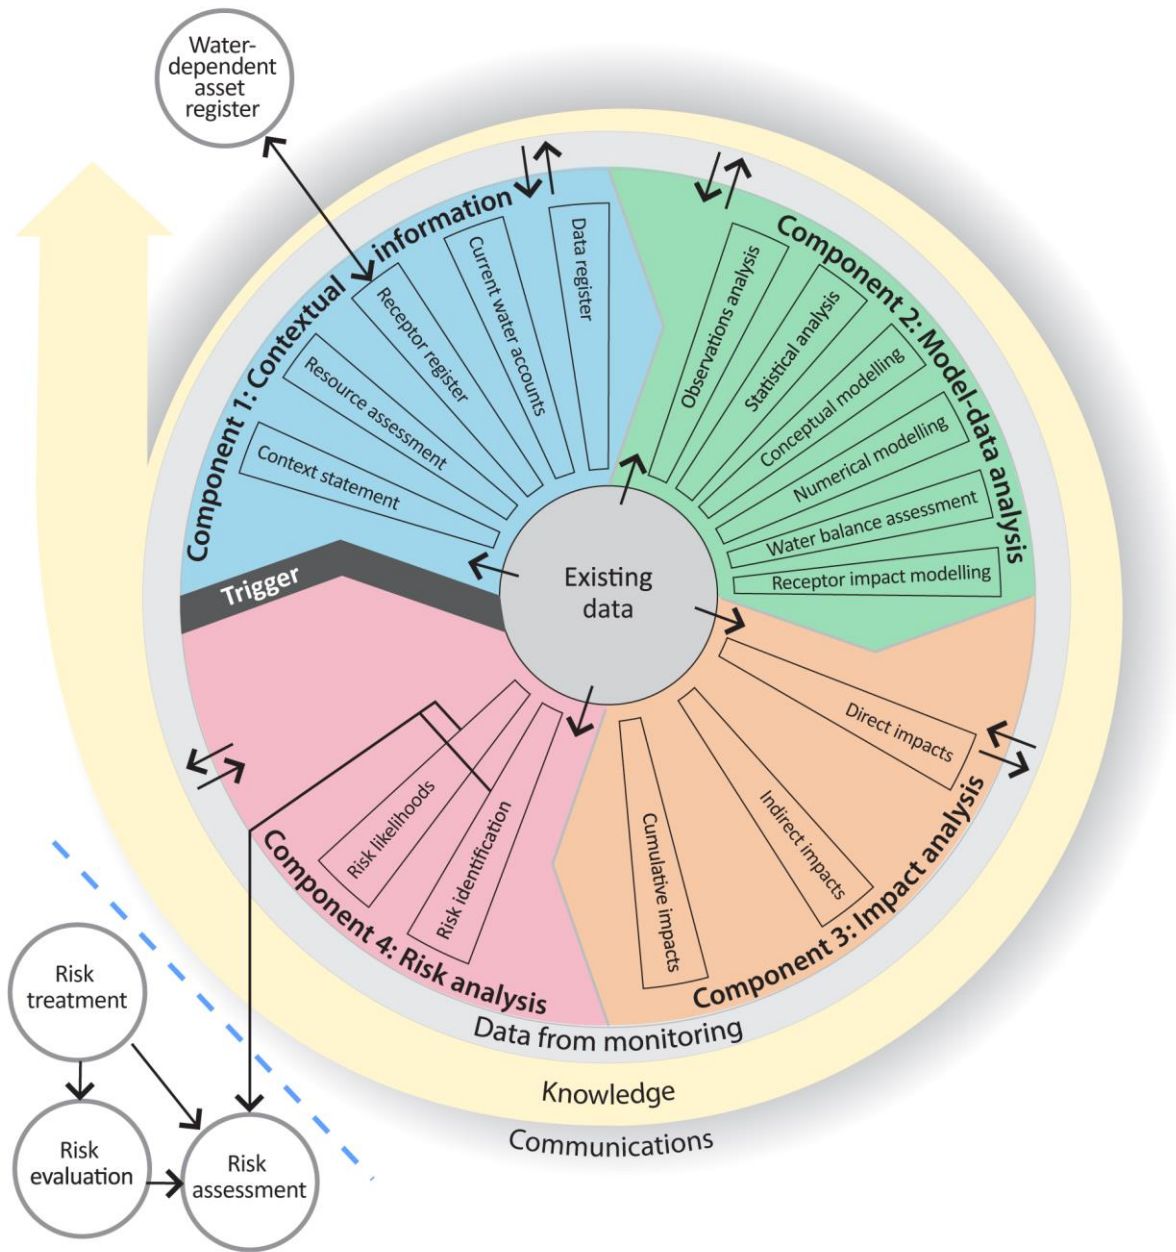 Water-
dependent
asset
register
Component 1: Contextual information
Context statement
Resource assessment
Receptor register
Current water accounts
Data register
Component 2: Model-data analysis
Observations analysis
Statistical analysis
Conceptual modelling
Numerical modelling
Water balance assessment
Receptor impact modelling
Trigger
Existing
data
Component 3: Impact analysis
Direct impacts
Indirect impacts
Cumulative impacts
Component 4: Risk analysis
Risk identification
Risk likelihoods
Data from monitoring
Knowledge
Communications
Risk
treatment
Risk
evaluation
Risk
assessment